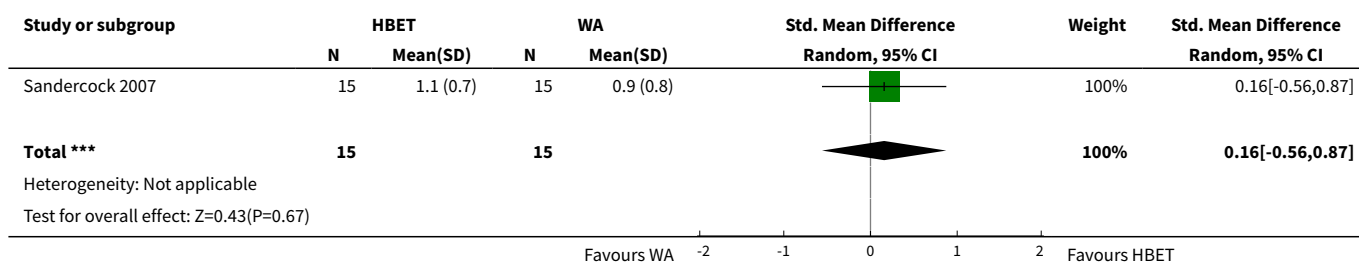 Study or subgroup HBET WA Std. Mean Difference Weight Std. Mean Difference
N Mean(SD) N Mean(SD) Random, 95% CI Random, 95% CI
Sandercock 2007 15 1.1 (0.7) 15 0.9 (0.8) 100% 0.16[-0.56,0.87]
Total *** 15 15 100% 0.16[-0.56,0.87]
Heterogeneity: Not applicable
Test for overall effect: Z=0.43(P=0.67)
Favours WA -2 -1 0 1 2 Favours HBET